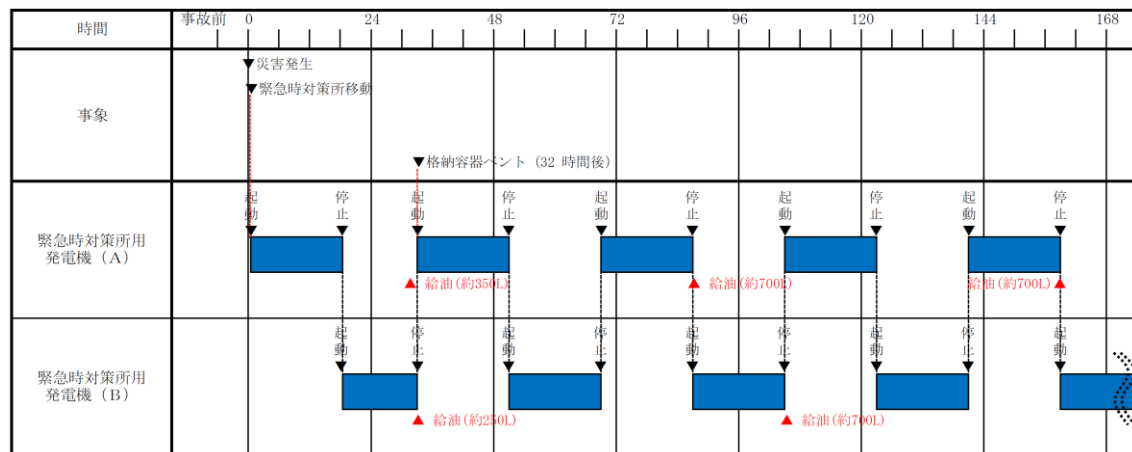 時間
事故前 0 24 48 72 96 120 144 168
事象
▼災害発生
▼緊急時対策所移動
▼格納容器ベント (32 時間後)
緊急時対策所用
発電機（A）
起動 停止 起動 停止 起動 停止 起動 停止 起動 停止
▲ 給油(約350L) ▲ 給油(約700L) 給油(約700L) ▲
緊急時対策所用
発電機（B）
起動 停止 起動 停止 起動 停止 起動 停止 起動
▲ 給油(約250L) ▲ 給油(約700L)